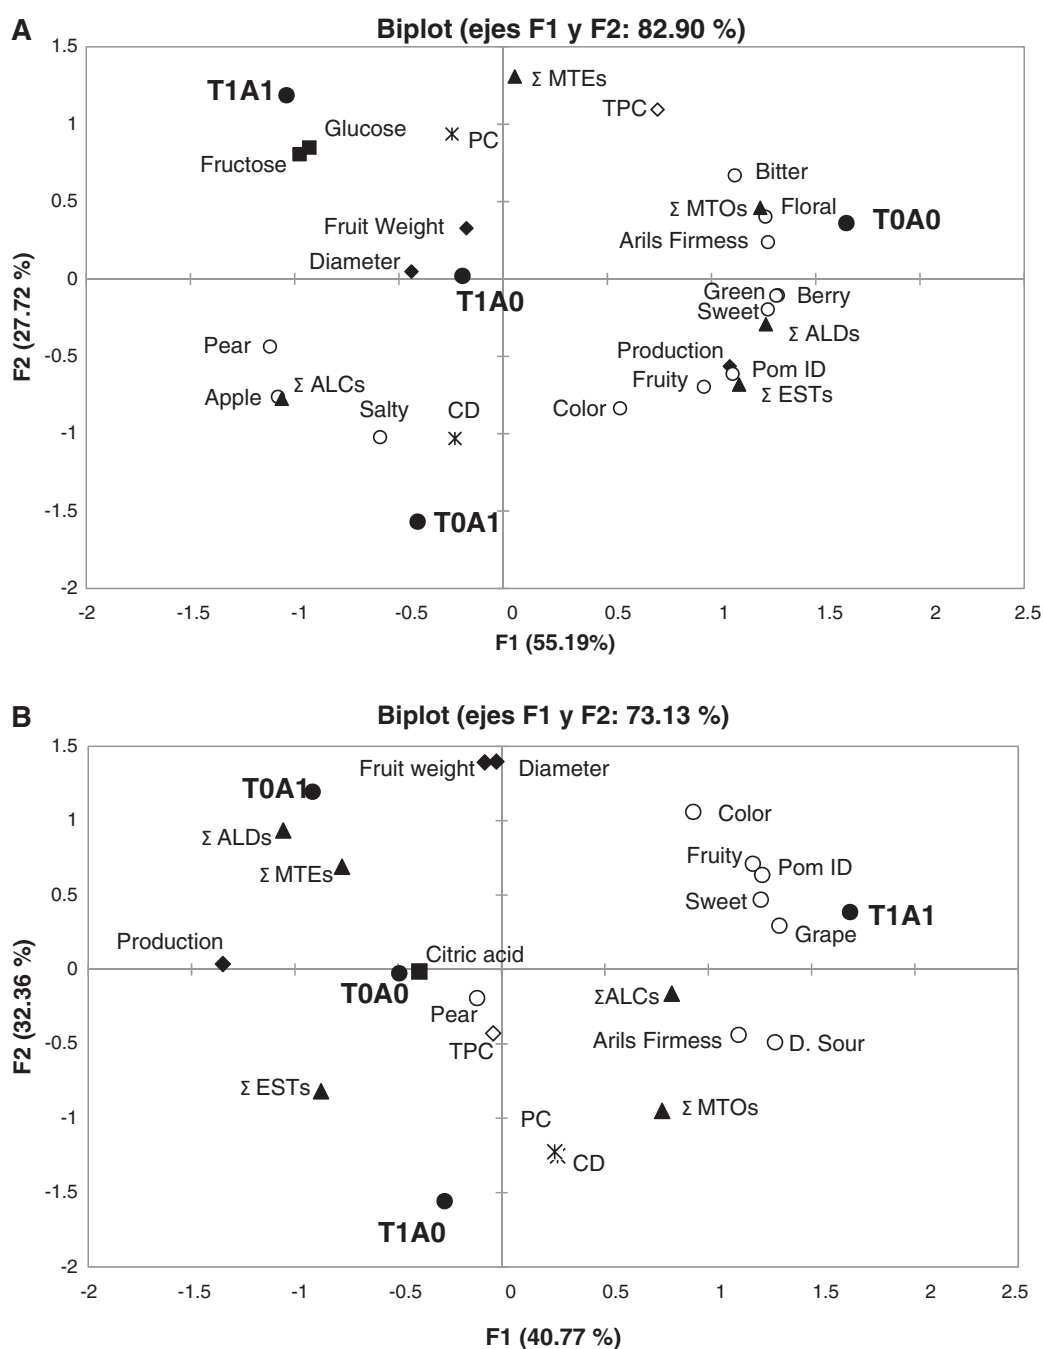 A
Biplot (ejes F1 y F2: 82.90 %)
1.5
1
0.5
0
-0.5
-1
-1.5
-2
F2 (27.72 %)
T1A1
Σ MTEs
TPC
Glucose
PC
Fructose
Bitter
Σ MTOs
Floral
T0A0
Fruit Weight
Arils Firmess
Diameter
T1A0
Green
Berry
Sweet
Σ ALDs
Pear
Production
Pom ID
Fruity
Σ ESTs
Σ ALCs
Apple
Salty
CD
Color
T0A1
-2 -1.5 -1 -0.5 0 0.5 1 1.5 2 2.5
F1 (55.19%)
B
Biplot (ejes F1 y F2: 73.13 %)
1.5
1
0.5
0
-0.5
-1
-1.5
-2
F2 (32.36 %)
Fruit weight
Diameter
T0A1
Color
Σ ALDs
Σ MTEs
Fruity
Pom ID
Sweet
T1A1
Grape
Production
Citric acid
T0A0
Pear
ΣALCs
TPC
Arils Firmess
D. Sour
Σ ESTs
Σ MTOs
PC
CD
T1A0
-2 -1.5 -1 -0.5 0 0.5 1 1.5 2 2.5
F1 (40.77 %)